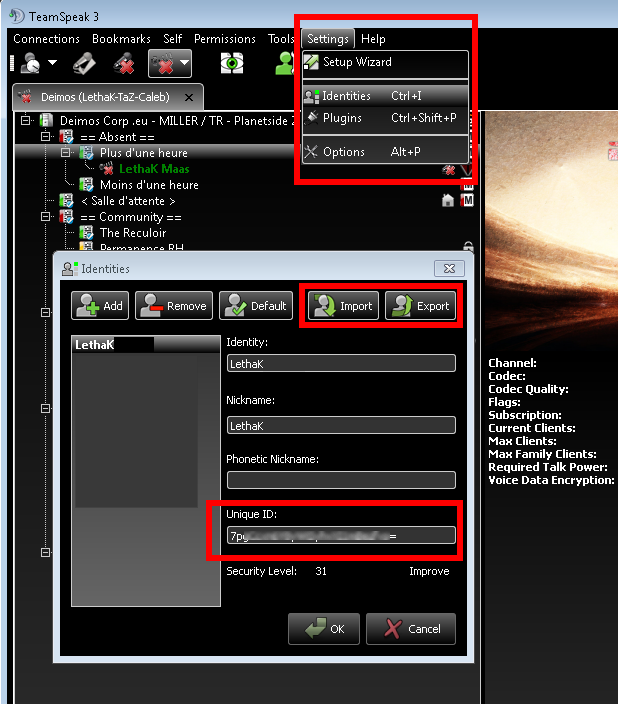 TeamSpeak 3
Connections Bookmarks Self Permissions Tools Settings Help
Setup Wizard
Identities Ctrl+I
Plugins Ctrl+Shift+P
Options Alt+P
Deimos (LethaK-TaZ-Caleb)
Deimos Corp .eu - MILLER / TR - Planetside
== Absent ==
Plus d'une heure
LethaK Maas
Moins d'une heure
< Salle d'attente >
M
== Community ==
The Reculoir
Permanence RH
Identities
Add Remove Default Import Export
LethaK
Identity:
LethaK
Nickname:
LethaK
Phonetic Nickname:
Unique ID:
7py =
Security Level: 31 Improve
OK Cancel
Channel:
Codec:
Codec Quality:
Flags:
Subscription:
Current Clients:
Max Clients:
Max Family Clients:
Required Talk Power:
Voice Data Encryption: